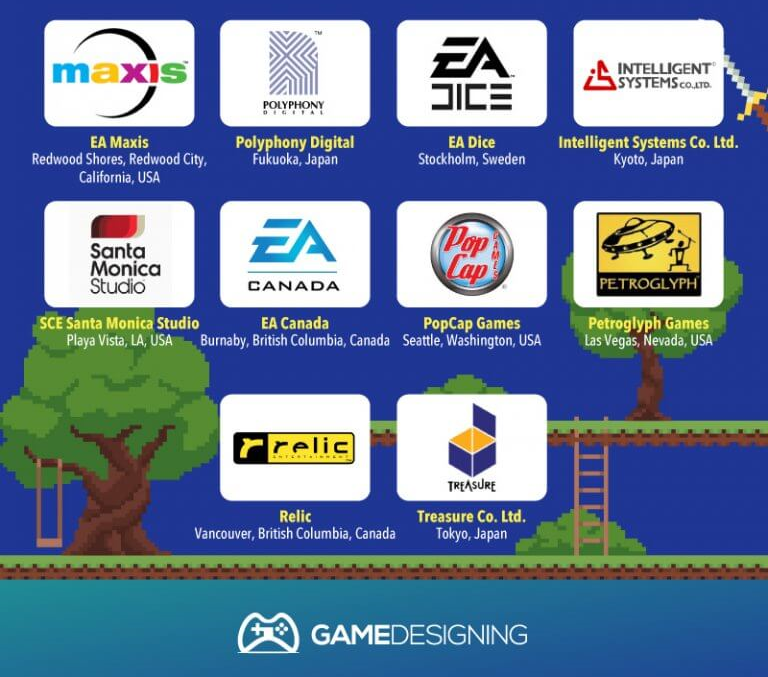 maxis™
EA Maxis
Redwood Shores, Redwood City,
California, USA
™
POLYPHONY
DIGITAL
Polyphony Digital
Fukuoka, Japan
EA™
DICE
EA Dice
Stockholm, Sweden
iS INTELLIGENT®
SYSTEMS CO.,LTD.
Intelligent Systems Co. Ltd.
Kyoto, Japan
Santa
Monica
Studio
SCE Santa Monica Studio
Playa Vista, LA, USA
EA
CANADA
EA Canada
Burnaby, British Columbia, Canada
Pop
Cap
GAMES
®
PopCap Games
Seattle, Washington, USA
PETROGLYPH
Petroglyph Games
Las Vegas, Nevada, USA
r relic
ENTERTAINMENT
Relic
Vancouver, British Columbia, Canada
TREASURE
Treasure Co. Ltd.
Tokyo, Japan
GAMEDESIGNING